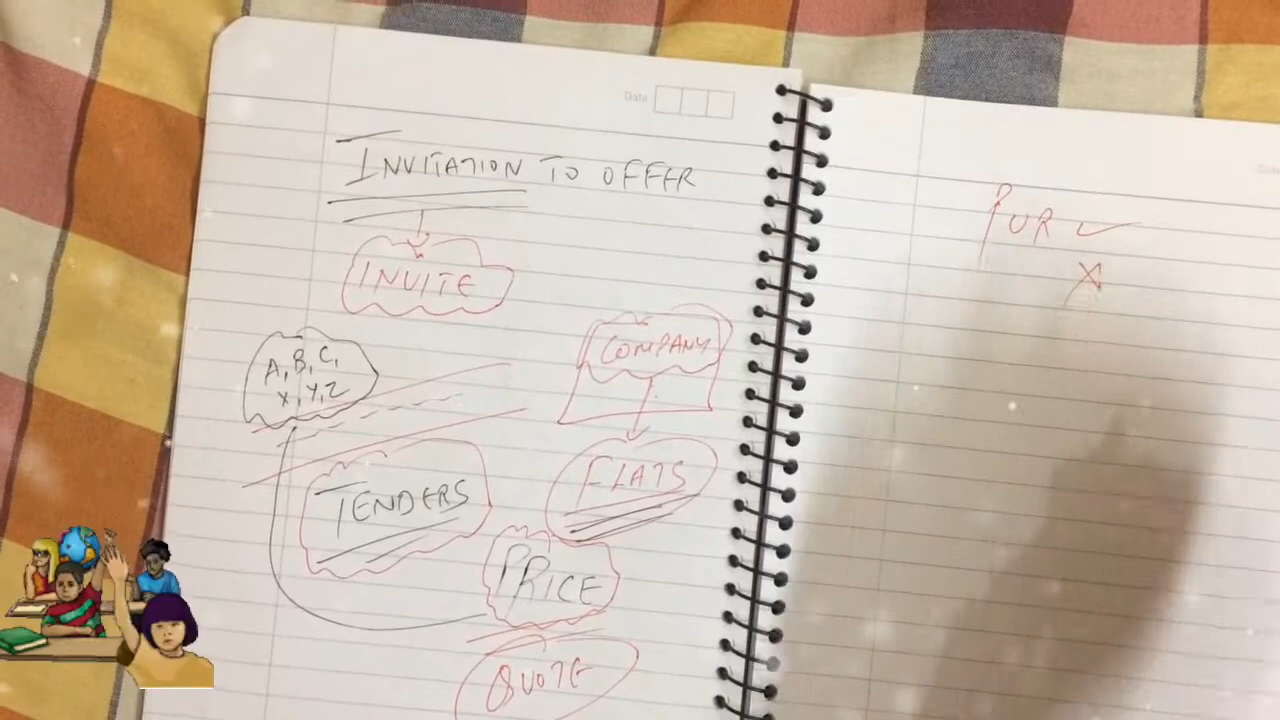 Date
INVITATION TO OFFER
INVITE
COMPANY
A, B, C,
X, Y, Z
FLATS
TENDERS
PRICE
QUOTE
PUR ✓
X